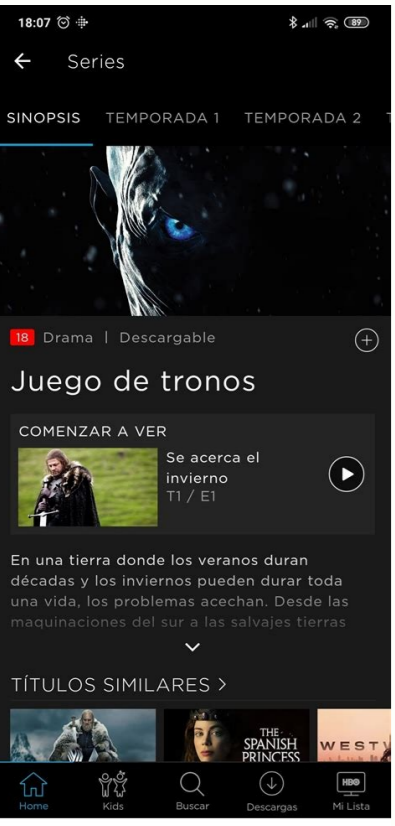 18:07
89
Series
SINOPSIS TEMPORADA 1 TEMPORADA 2
18 Drama | Descargable
Juego de tronos
COMENZAR A VER
Se acerca el
invierno
T1 / E1
En una tierra donde los veranos duran
décadas y los inviernos pueden durar toda
una vida, los problemas acechan. Desde las
maquinaciones del sur a las salvajes tierras
TÍTULOS SIMILARES >
THE
SPANISH
PRINCESS
WEST
HBO
Home Kids Buscar Descargas Mi Lista